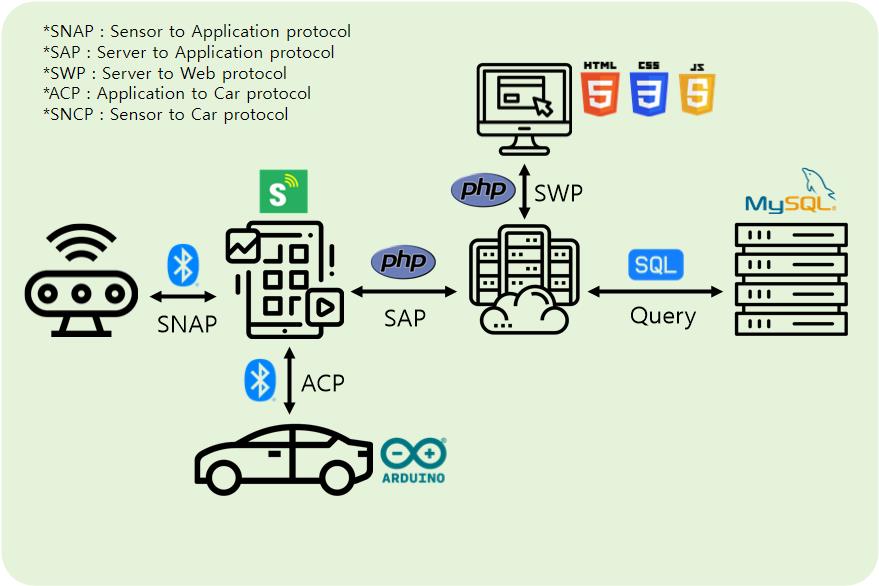 *SNAP : Sensor to Application protocol
*SAP : Server to Application protocol
*SWP : Server to Web protocol
*ACP : Application to Car protocol
*SNCP : Sensor to Car protocol
HTML
5
CSS
3
JS
5
php
SWP
MySQL®
S
php
SQL
SNAP
SAP
Query
ACP
ARDUINO